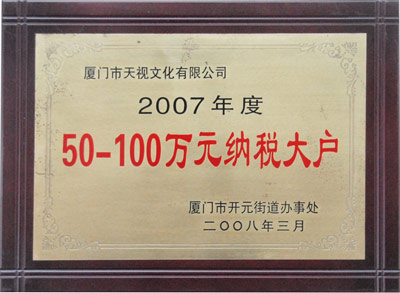 厦门市天视文化有限公司
2007年度
50-100万元纳税大户
厦门市开元街道办事处
二〇〇八年三月